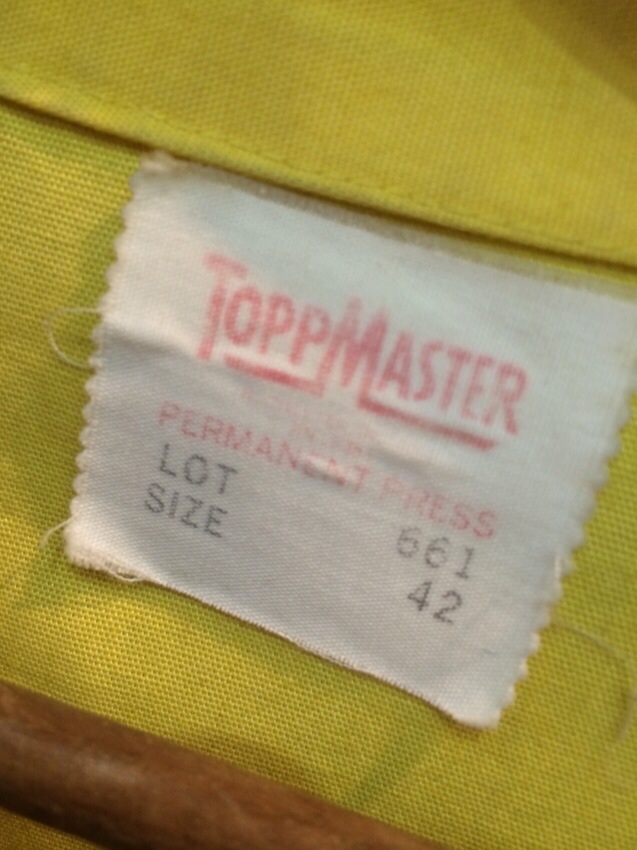 TOPPMASTER
PERMANENT PRESS
LOT 661
SIZE 42